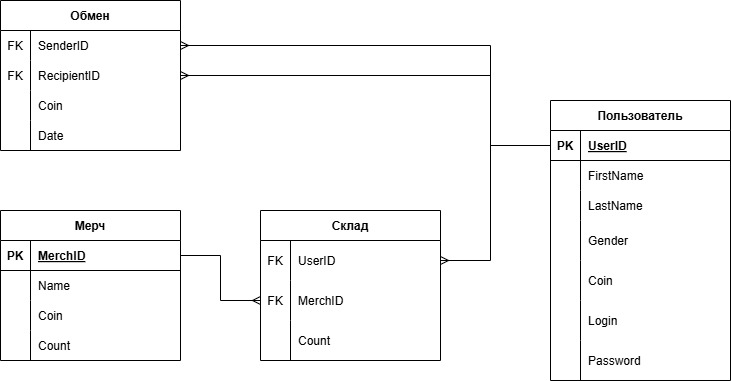 Обмен
FK SenderID
FK RecipientID
Coin
Date
Пользователь
PK UserID
FirstName
LastName
Gender
Coin
Login
Password
Мерч
PK MerchID
Name
Coin
Count
Склад
FK UserID
FK MerchID
Count